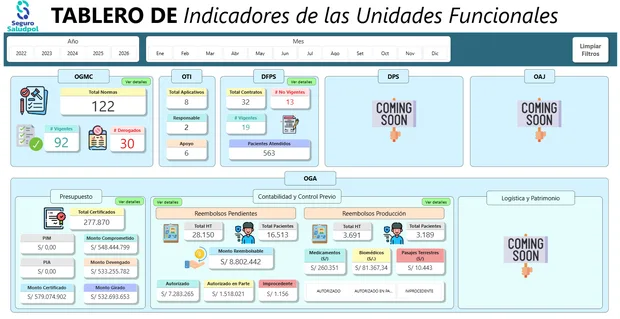 Seguro
Saludpol
TABLERO DE Indicadores de las Unidades Funcionales
Año
2022 2023 2024 2025 2026
Mes
Ene Feb Mar Abr May Jun Jul Ago Set Oct Nov Dic
Limpiar
Filtros
OGMC
Ver detalles
Total Normas
122
# Vigentes
92
# Derogados
30
OTI
Total Aplicativos
8
Responsable
2
Apoyo
6
DFPS
Ver detalles
Total Contratos
32
# No Vigentes
13
# Vigentes
19
Pacientes Atendidos
563
DPS
COMING
SOON
OAJ
COMING
SOON
OGA
Presupuesto
Ver detalles
Total Certificados
277.870
PIM
S/ 0,00
Monto Comprometido
S/ 548.444.799
PIA
S/ 0,00
Monto Devengado
S/ 533.255.782
Monto Certificado
S/ 579.074.902
Monto Girado
S/ 532.693.653
Contabilidad y Control Previo
Ver detalles
Ver detalles
Reembolsos Pendientes
Total HT
28.150
Total Pacientes
16.513
Monto Reembolsable
S/ 8.802.442
Autorizado
S/ 7.283.265
Autorizado en Parte
S/ 1.518.021
Improcedente
S/ 1.156
Reembolsos Producción
Total HT
3.691
Total Pacientes
3.189
Medicamentos
(S/)
S/ 260.351
Biomédicos
(S/.)
S/ 81.367,34
Pasajes Terrestres
(S/)
S/ 10.443
AUTORIZADO
AUTORIZADO EN PA...
IMPROCEDENTE
Logística y Patrimonio
COMING
SOON